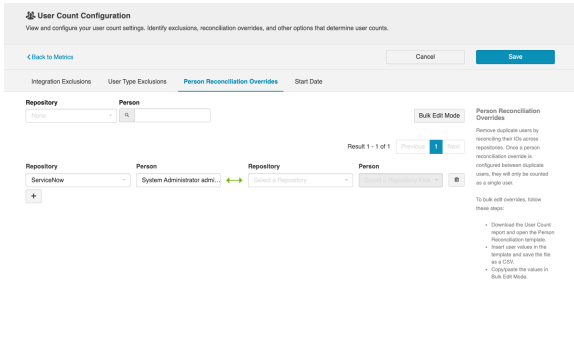 User Count Configuration
View and configure your user count settings. Identify exclusions, reconciliation overrides, and other options that determine user counts.
Back to Metrics
Cancel
Save
Integration Exclusions
User Type Exclusions
Person Reconciliation Overrides
Start Date
Repository
Person
None
Bulk Edit Mode
Result 1 - 1 of 1
Previous
1
Next
Repository
Person
Repository
Person
ServiceNow
System Administrator admi...
Select a Repository
Select a Repository First
+
Person Reconciliation
Overrides
Remove duplicate users by
reconciling their IDs across
repositories. Once a person
reconciliation override is
configured between duplicate
users, they will only be counted
as a single user.
To bulk edit overrides, follow
these steps:
• Download the User Count
report and open the Person
Reconciliation template.
• Insert user values in the
template and save the file
as a CSV.
• Copy/paste the values in
Bulk Edit Mode.